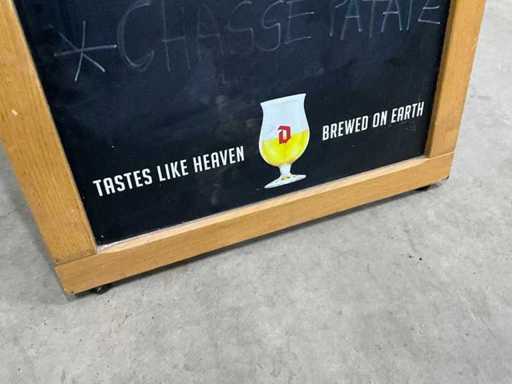 *CHASSE PATATE
TASTES LIKE HEAVEN
D
BREWED ON EARTH